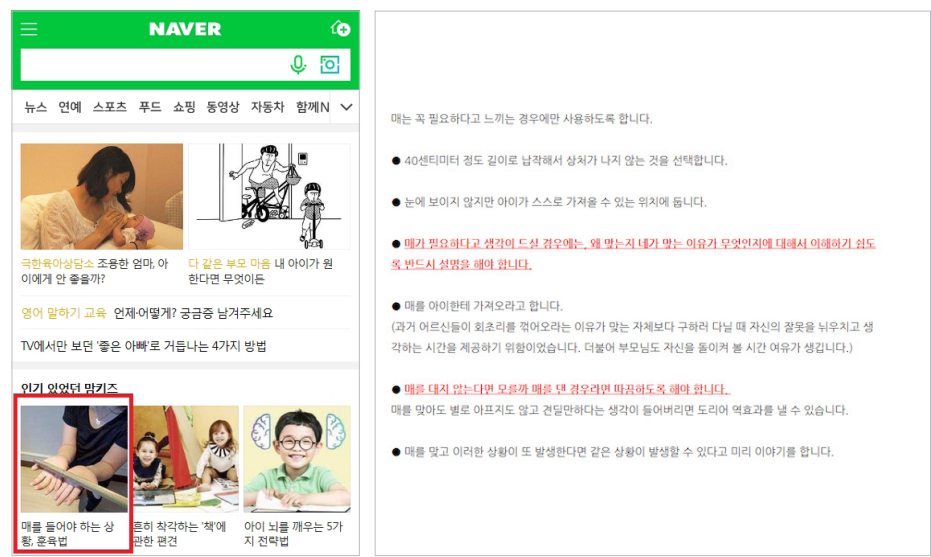 NAVER
뉴스 연예 스포츠 푸드 쇼핑 동영상 자동차 함께N
극한육아상담소 조용한 엄마, 아
이에게 안 좋을까?
다 같은 부모 마음 내 아이가 원
한다면 무엇이든
영어 말하기 교육 언제·어떻게? 궁금증 남겨주세요
TV에서만 보던 '좋은 아빠'로 거듭나는 4가지 방법
인기 있었던 맘키즈
매를 들어야 하는 상
황, 훈육법
흔히 착각하는 '책'에
관한 편견
아이 뇌를 깨우는 5가
지 전략법
매는 꼭 필요하다고 느끼는 경우에만 사용하도록 합니다.
● 40센티미터 정도 길이로 납작해서 상처가 나지 않는 것을 선택합니다.
● 눈에 보이지 않지만 아이가 스스로 가져올 수 있는 위치에 둡니다.
● 매가 필요하다고 생각이 드실 경우에는, 왜 맞는지 네가 맞는 이유가 무엇인지에 대해서 이해하기 쉽도
록 반드시 설명을 해야 합니다.
● 매를 아이한테 가져오라고 합니다.
(과거 어르신들이 회초리를 꺾어오라는 이유가 맞는 자체보다 구하러 다닐 때 자신의 잘못을 뉘우치고 생
각하는 시간을 제공하기 위함이었습니다. 더불어 부모님도 자신을 돌이켜 볼 시간 여유가 생깁니다.)
● 매를 대지 않는다면 모를까 매를 댄 경우라면 따끔하도록 해야 합니다.
매를 맞아도 별로 아프지도 않고 견딜만하다는 생각이 들어버리면 도리어 역효과를 낼 수 있습니다.
● 매를 맞고 이러한 상황이 또 발생한다면 같은 상황이 발생할 수 있다고 미리 이야기를 합니다.